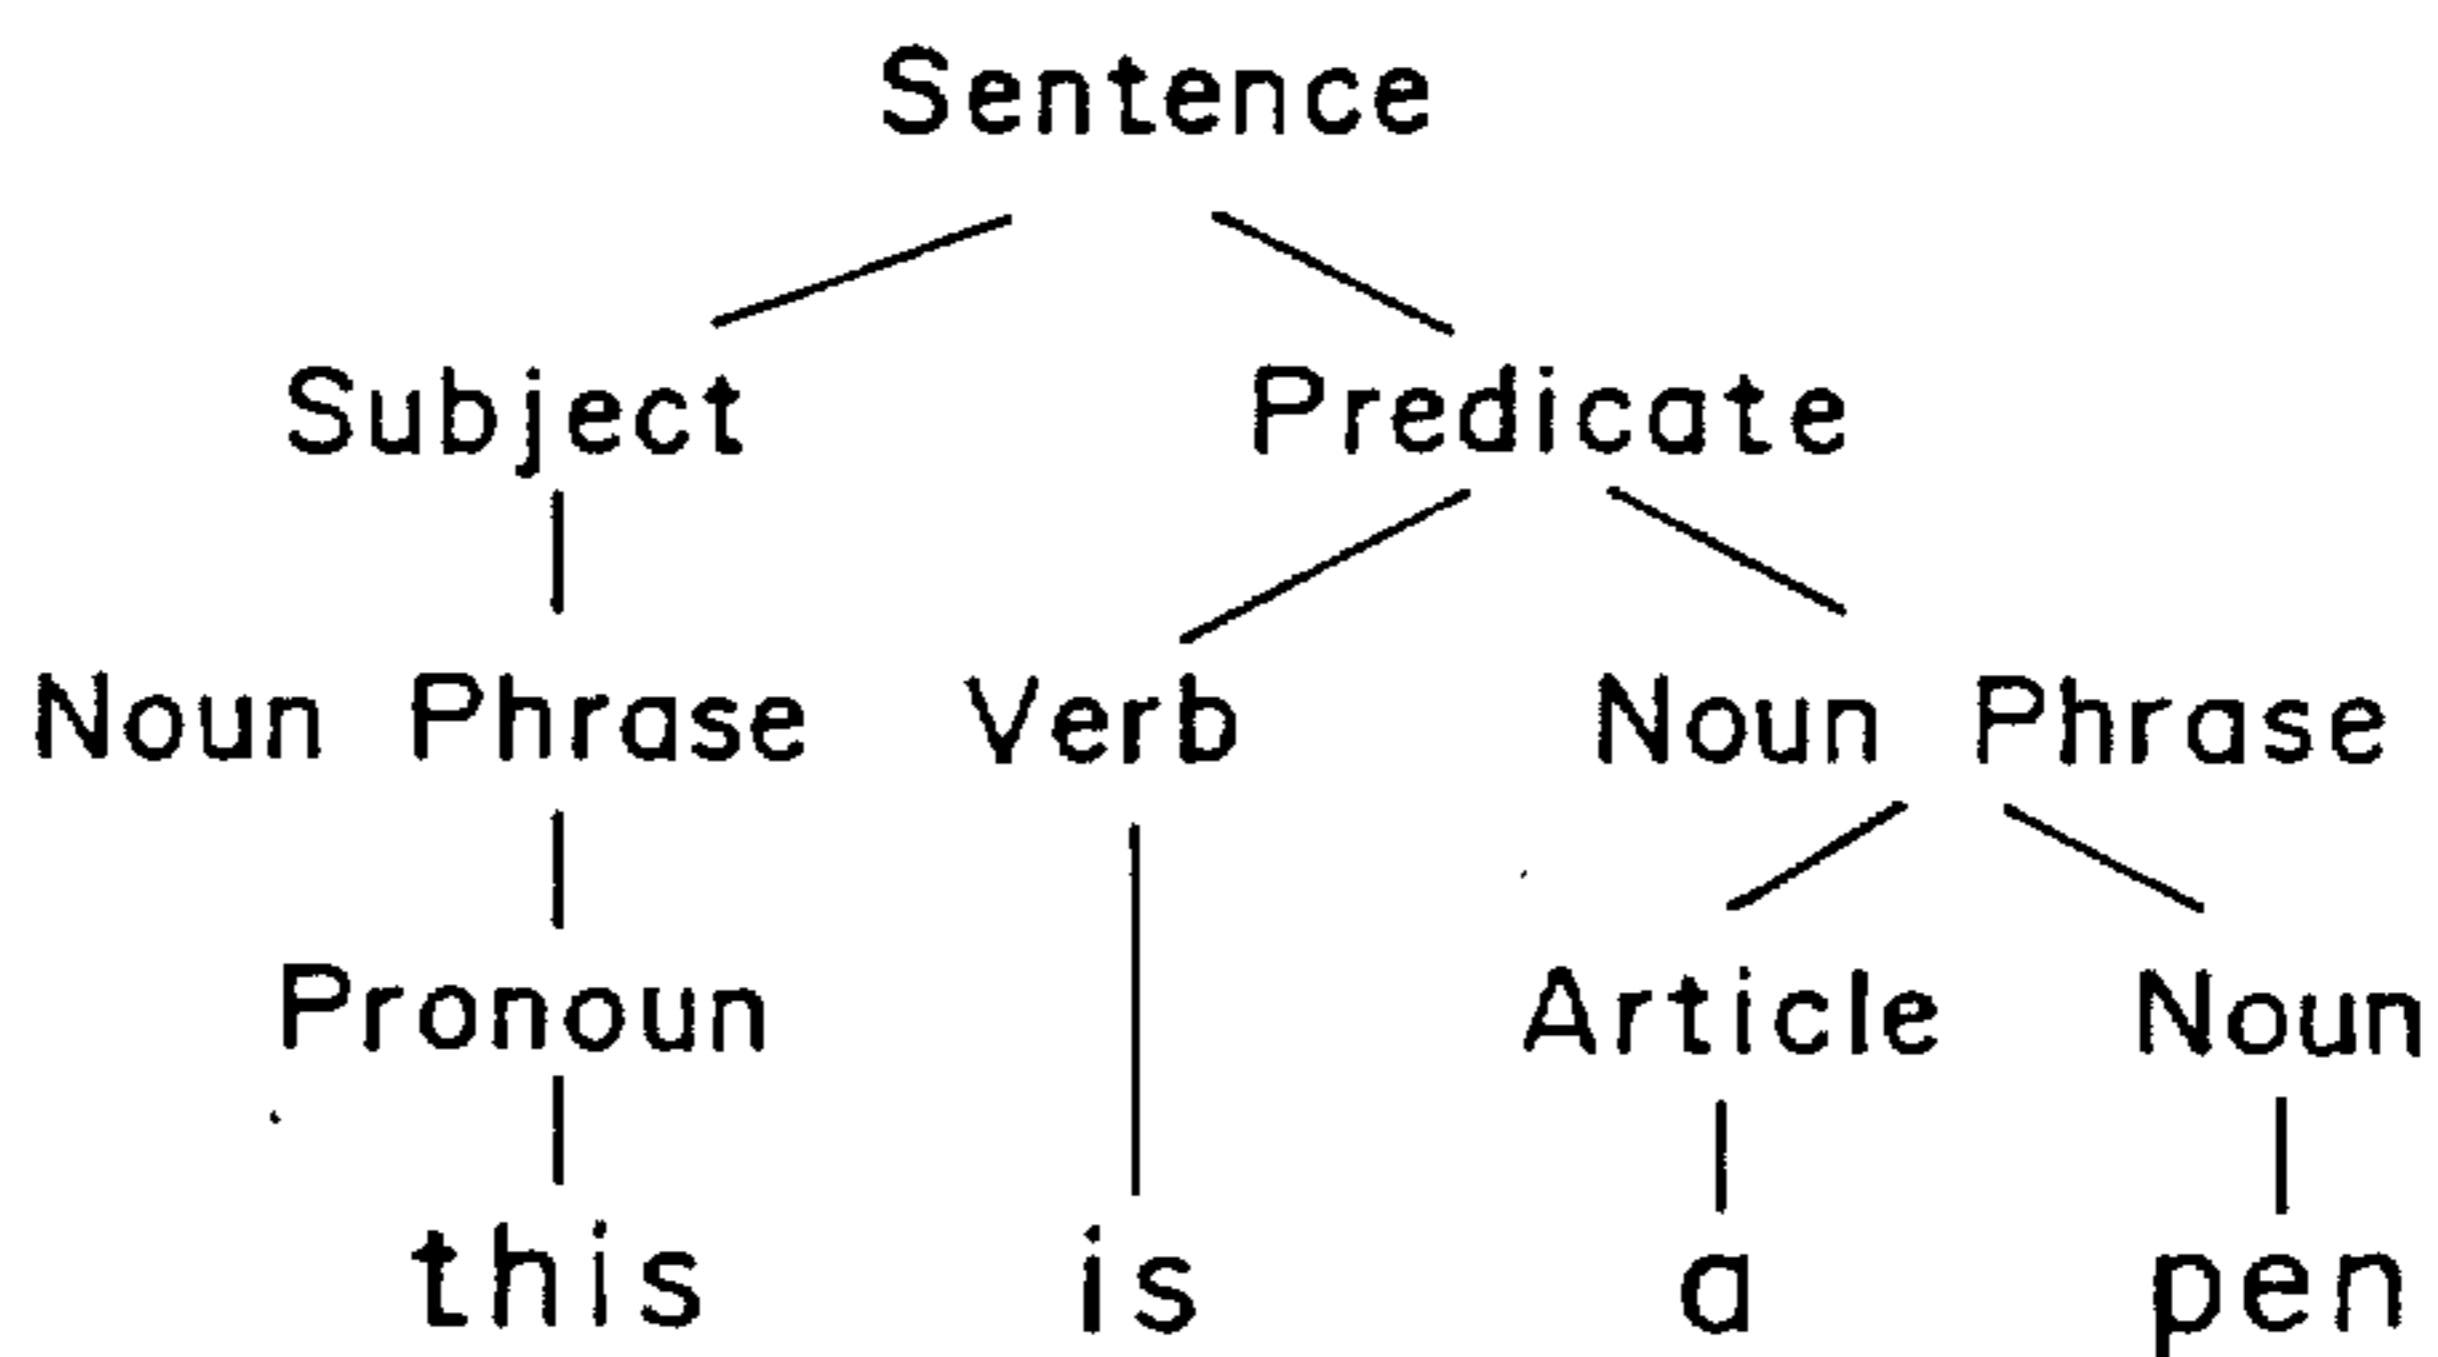 Sentence
Subject Predicate
Noun Phrase Verb Noun Phrase
Pronoun Article Noun
this is a pen